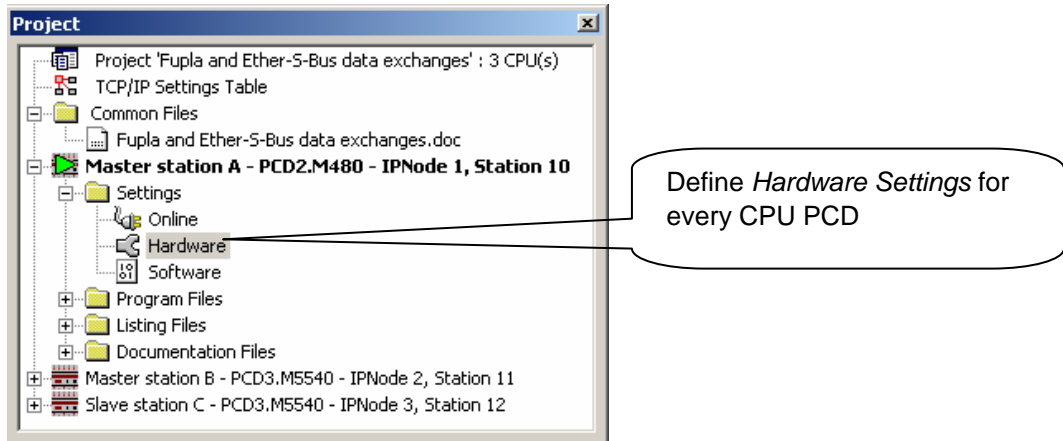 Project
Project 'Fupla and Ether-S-Bus data exchanges' : 3 CPU(s)
TCP/IP Settings Table
Common Files
Fupla and Ether-S-Bus data exchanges.doc
Master station A - PCD2.M480 - IPNode 1, Station 10
Settings
Online
Hardware
Software
Program Files
Listing Files
Documentation Files
Master station B - PCD3.M5540 - IPNode 2, Station 11
Slave station C - PCD3.M5540 - IPNode 3, Station 12
Define Hardware Settings for
every CPU PCD